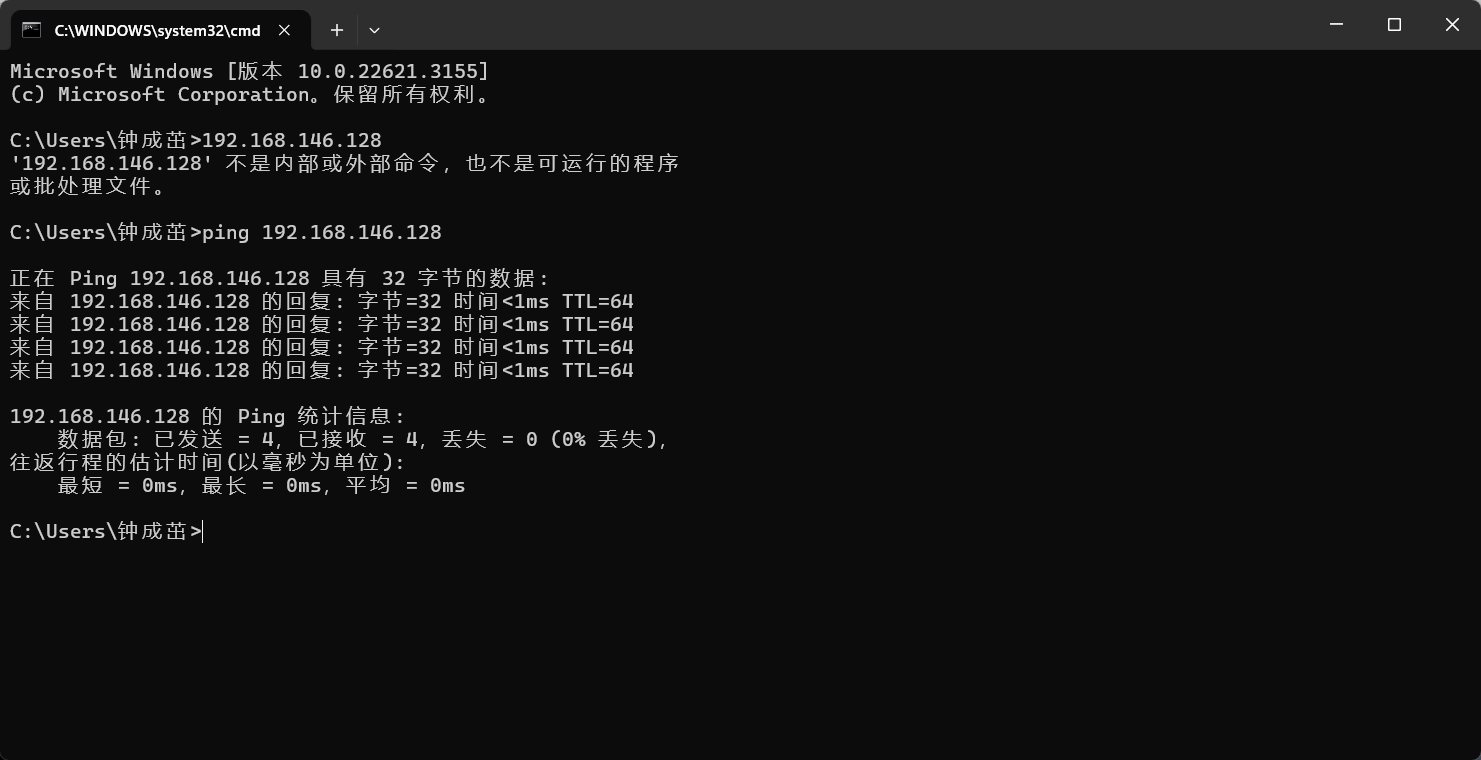 C:\WINDOWS\system32\cmd
Microsoft Windows [版本 10.0.22621.3155]
(c) Microsoft Corporation。保留所有权利。
C:\Users\钟成茁>192.168.146.128
'192.168.146.128' 不是内部或外部命令，也不是可运行的程序
或批处理文件。
C:\Users\钟成茁>ping 192.168.146.128
正在 Ping 192.168.146.128 具有 32 字节的数据:
来自 192.168.146.128 的回复: 字节=32 时间<1ms TTL=64
来自 192.168.146.128 的回复: 字节=32 时间<1ms TTL=64
来自 192.168.146.128 的回复: 字节=32 时间<1ms TTL=64
来自 192.168.146.128 的回复: 字节=32 时间<1ms TTL=64
192.168.146.128 的 Ping 统计信息:
    数据包: 已发送 = 4，已接收 = 4，丢失 = 0 (0% 丢失)，
往返行程的估计时间(以毫秒为单位):
    最短 = 0ms，最长 = 0ms，平均 = 0ms
C:\Users\钟成茁>